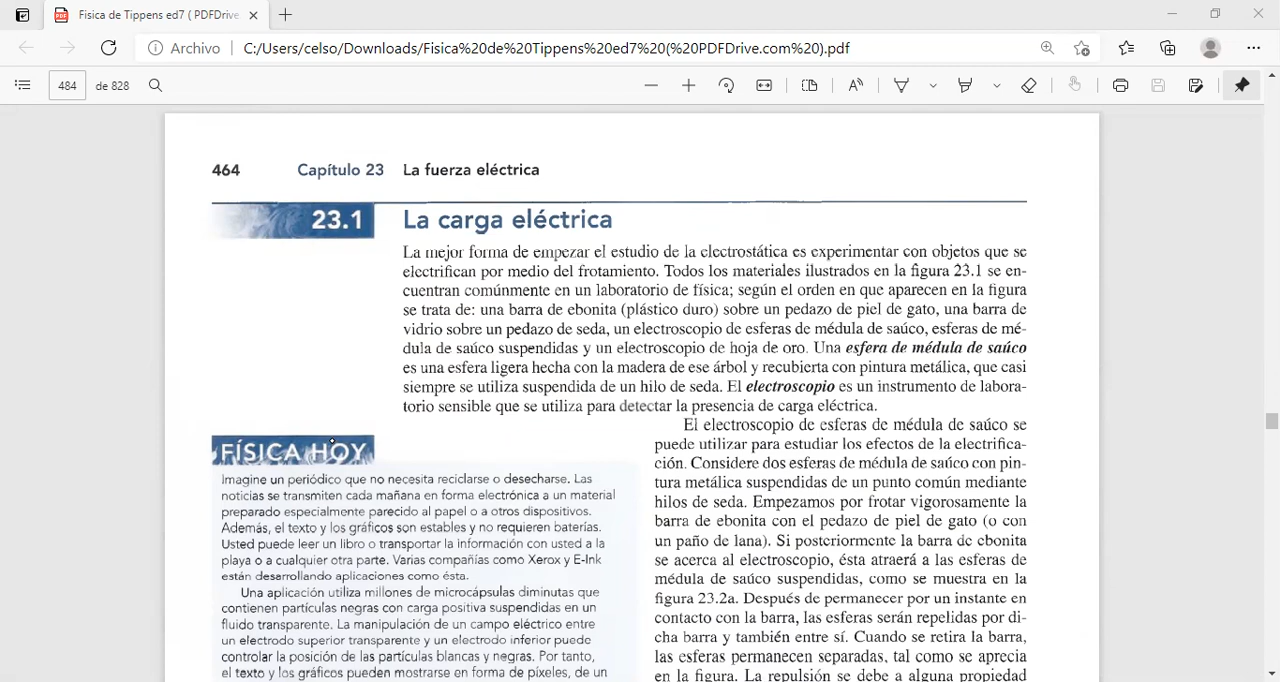 Fisica de Tippens ed7 ( PDFDrive
Archivo
C:/Users/celso/Downloads/Fisica%20de%20Tippens%20ed7%20(%20PDFDrive.com%20).pdf
484 de 828
464 Capítulo 23 La fuerza eléctrica
23.1 La carga eléctrica
La mejor forma de empezar el estudio de la electrostática es experimentar con objetos que se
electrifican por medio del frotamiento. Todos los materiales ilustrados en la figura 23.1 se en-
cuentran comúnmente en un laboratorio de física; según el orden en que aparecen en la figura
se trata de: una barra de ebonita (plástico duro) sobre un pedazo de piel de gato, una barra de
vidrio sobre un pedazo de seda, un electroscopio de esferas de médula de saúco, esferas de mé-
dula de saúco suspendidas y un electroscopio de hoja de oro. Una esfera de médula de saúco
es una esfera ligera hecha con la madera de ese árbol y recubierta con pintura metálica, que casi
siempre se utiliza suspendida de un hilo de seda. El electroscopio es un instrumento de labora-
torio sensible que se utiliza para detectar la presencia de carga eléctrica.
FÍSICA HOY
Imagine un periódico que no necesita reciclarse o desecharse. Las
noticias se transmiten cada mañana en forma electrónica a un material
preparado especialmente parecido al papel o a otros dispositivos.
Además, el texto y los gráficos son estables y no requieren baterías.
Usted puede leer un libro o transportar la información con usted a la
playa o a cualquier otra parte. Varias compañías como Xerox y E-Ink
están desarrollando aplicaciones como ésta.
Una aplicación utiliza millones de microcápsulas diminutas que
contienen partículas negras con carga positiva suspendidas en un
fluido transparente. La manipulación de un campo eléctrico entre
un electrodo superior transparente y un electrodo inferior puede
controlar la posición de las partículas blancas y negras. Por tanto,
el texto y los gráficos pueden mostrarse en forma de píxeles, de un
El electroscopio de esferas de médula de saúco se
puede utilizar para estudiar los efectos de la electrifica-
ción. Considere dos esferas de médula de saúco con pin-
tura metálica suspendidas de un punto común mediante
hilos de seda. Empezamos por frotar vigorosamente la
barra de ebonita con el pedazo de piel de gato (o con
un paño de lana). Si posteriormente la barra de ebonita
se acerca al electroscopio, ésta atraerá a las esferas de
médula de saúco suspendidas, como se muestra en la
figura 23.2a. Después de permanecer por un instante en
contacto con la barra, las esferas serán repelidas por di-
cha barra y también entre sí. Cuando se retira la barra,
las esferas permanecen separadas, tal como se aprecia
en la figura. La repulsión se debe a alguna propiedad